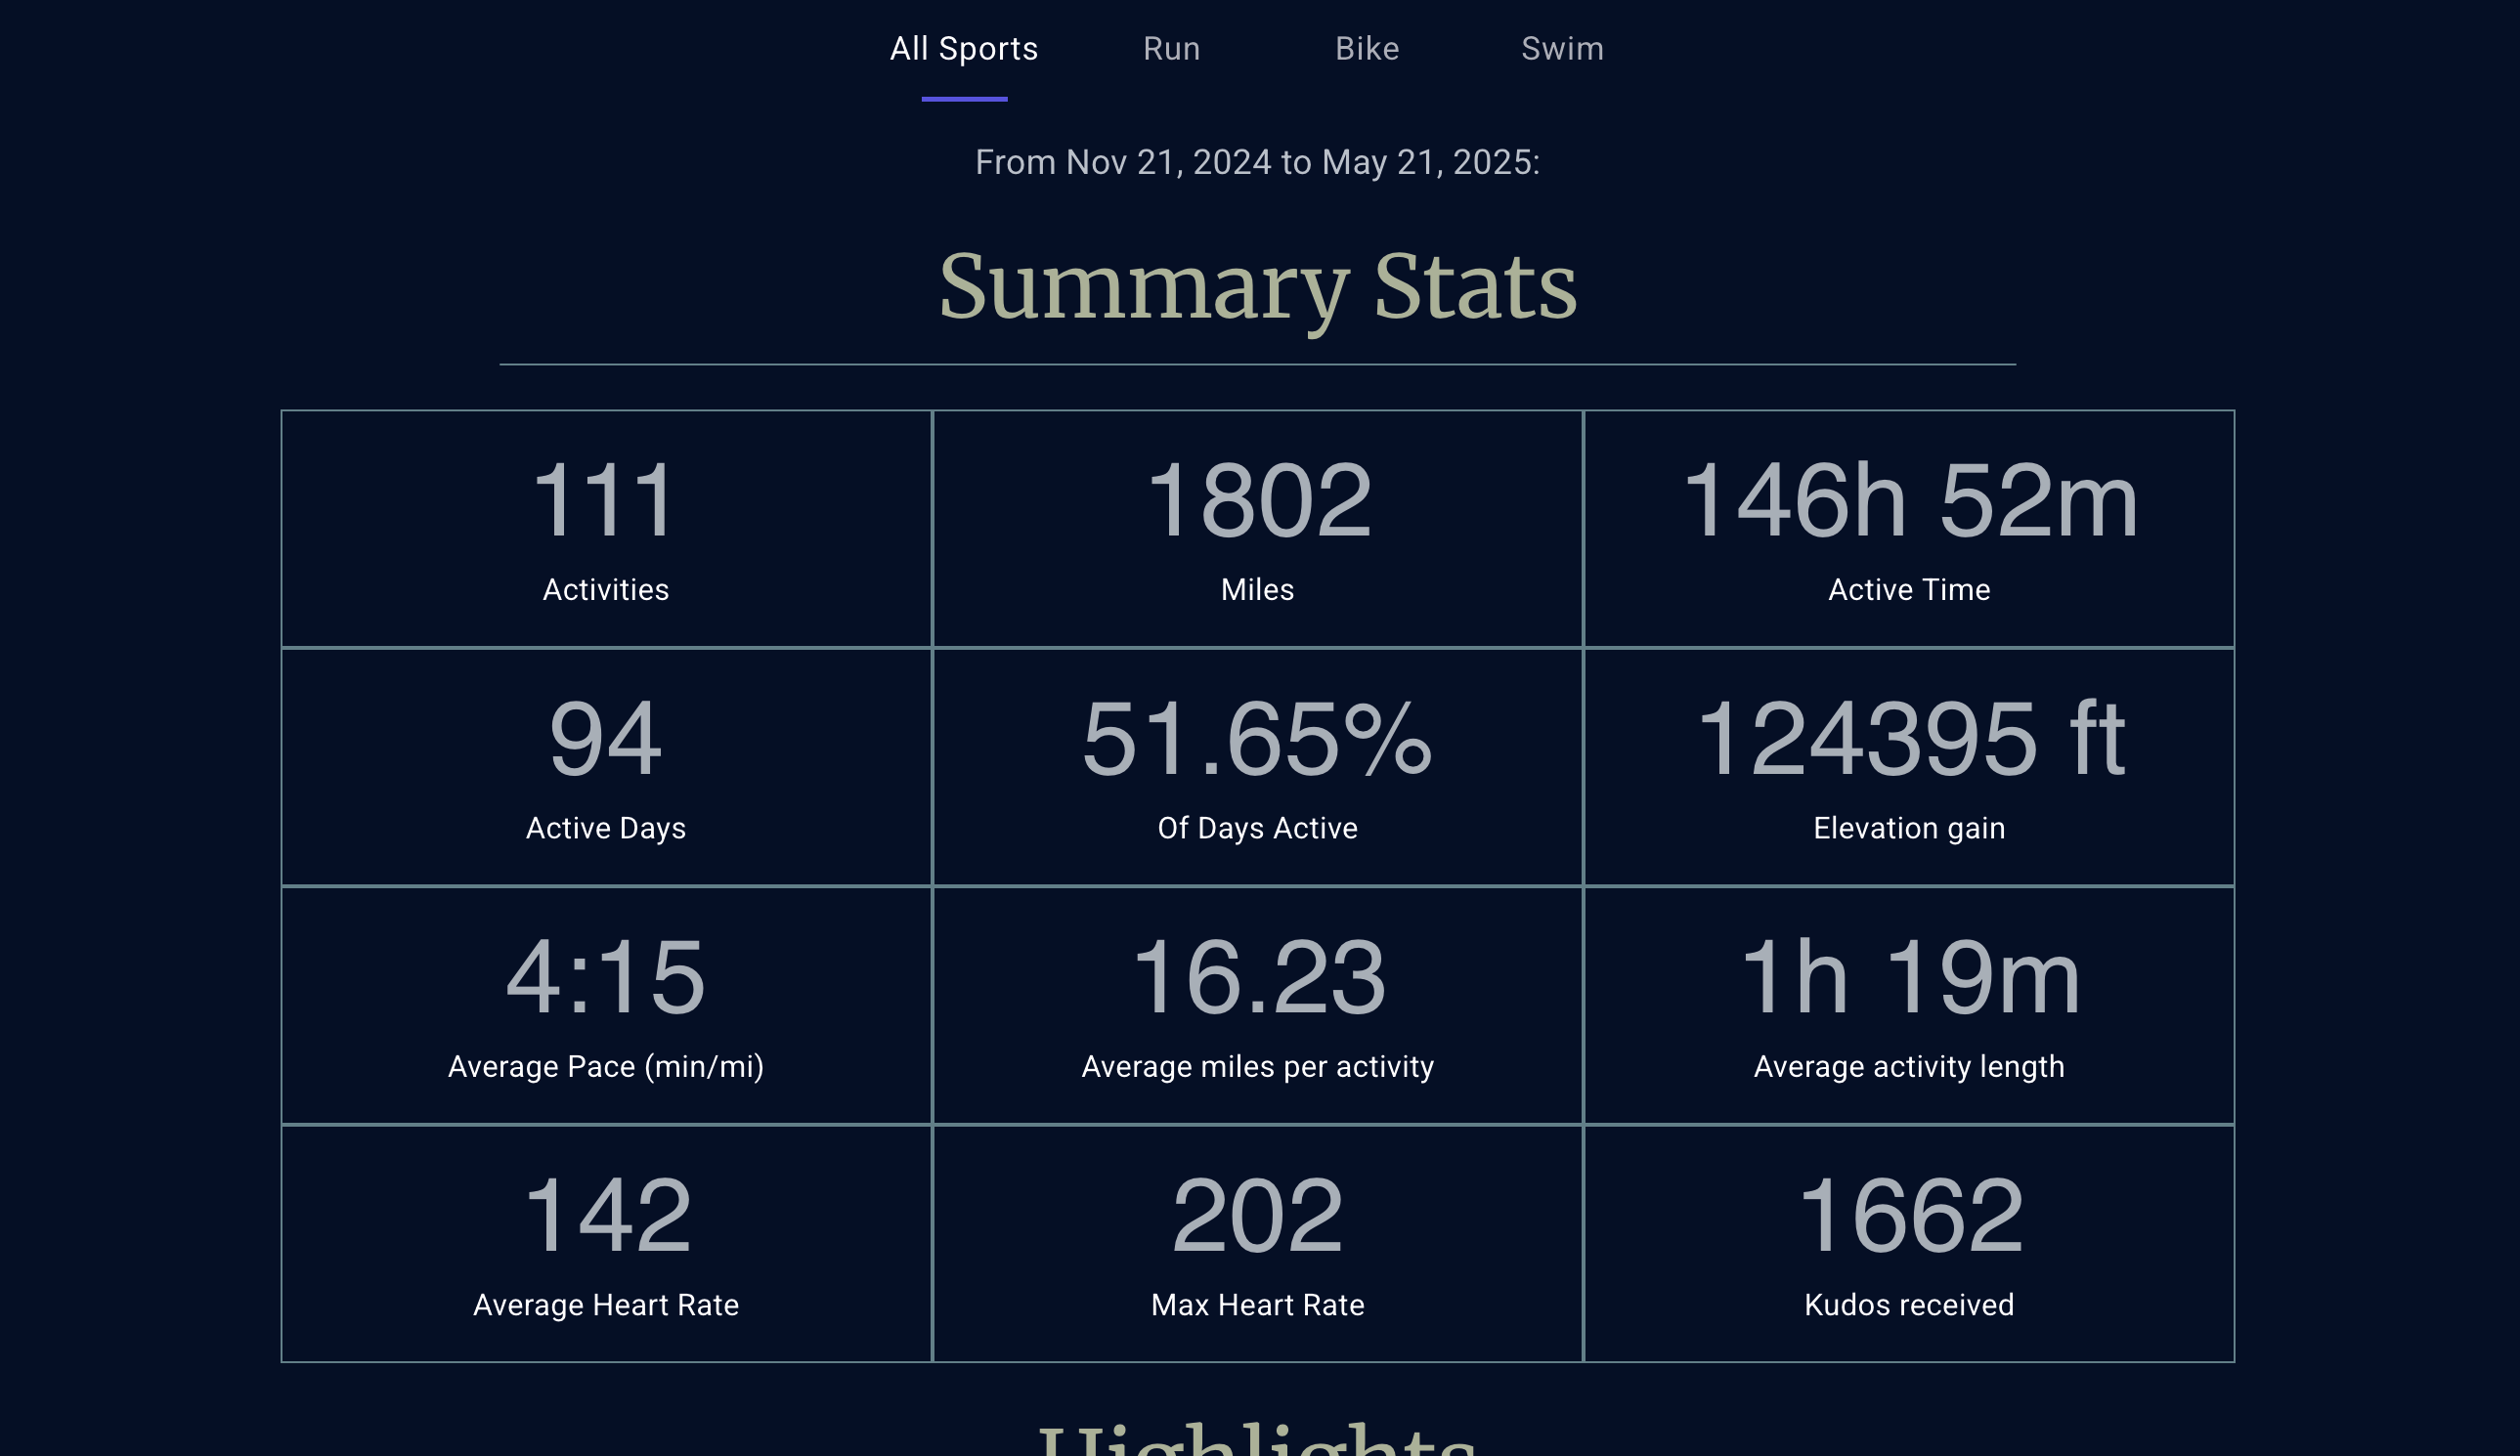 All Sports Run Bike Swim
From Nov 21, 2024 to May 21, 2025:
Summary Stats
111 1802 146h 52m
Activities Miles Active Time
94 51.65% 124395 ft
Active Days Of Days Active Elevation gain
4:15 16.23 1h 19m
Average Pace (min/mi) Average miles per activity Average activity length
142 202 1662
Average Heart Rate Max Heart Rate Kudos received
Highlights